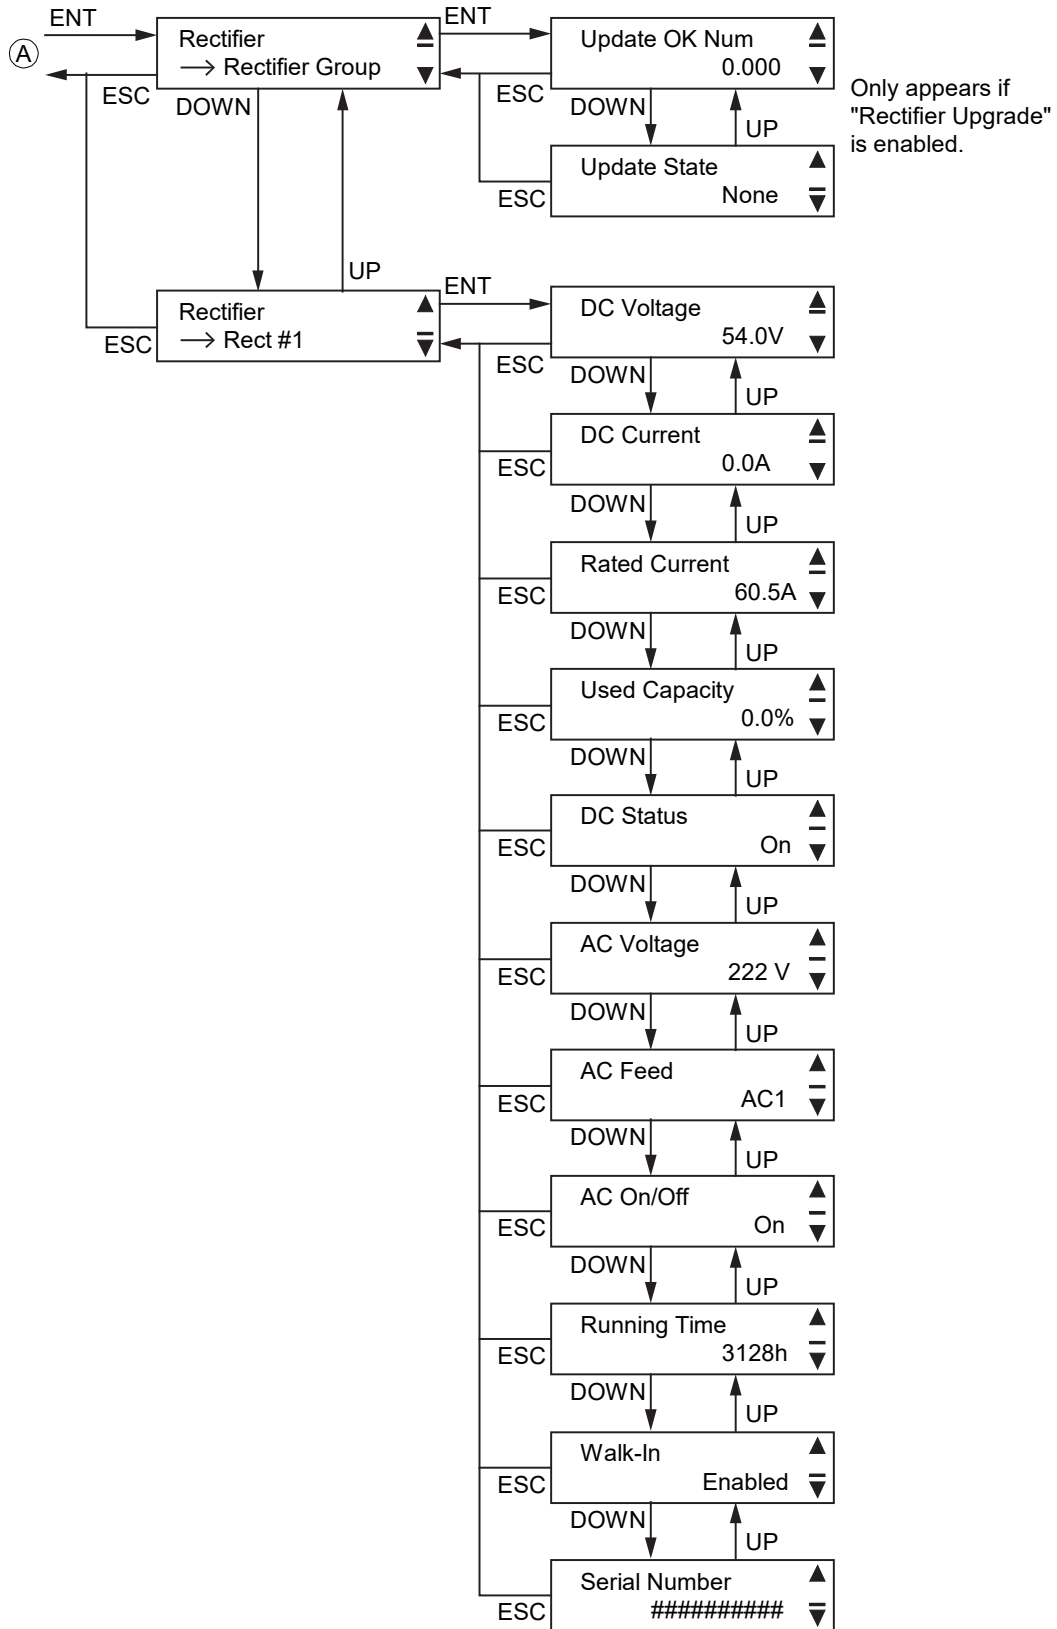 ENT
A
ESC
Rectifier
→ Rectifier Group
ENT
ESC
Update OK Num
0.000
Only appears if
"Rectifier Upgrade"
is enabled.
DOWN
UP
DOWN
UP
Update State
None
ESC
Rectifier
→ Rect #1
ESC
ENT
ESC
DC Voltage
54.0V
DOWN
UP
DC Current
0.0A
ESC
DOWN
UP
Rated Current
60.5A
ESC
DOWN
UP
Used Capacity
0.0%
ESC
DOWN
UP
DC Status
On
ESC
DOWN
UP
AC Voltage
222 V
ESC
DOWN
UP
AC Feed
AC1
ESC
DOWN
UP
AC On/Off
On
ESC
DOWN
UP
Running Time
3128h
ESC
DOWN
UP
Walk-In
Enabled
ESC
DOWN
UP
Serial Number
##########
ESC